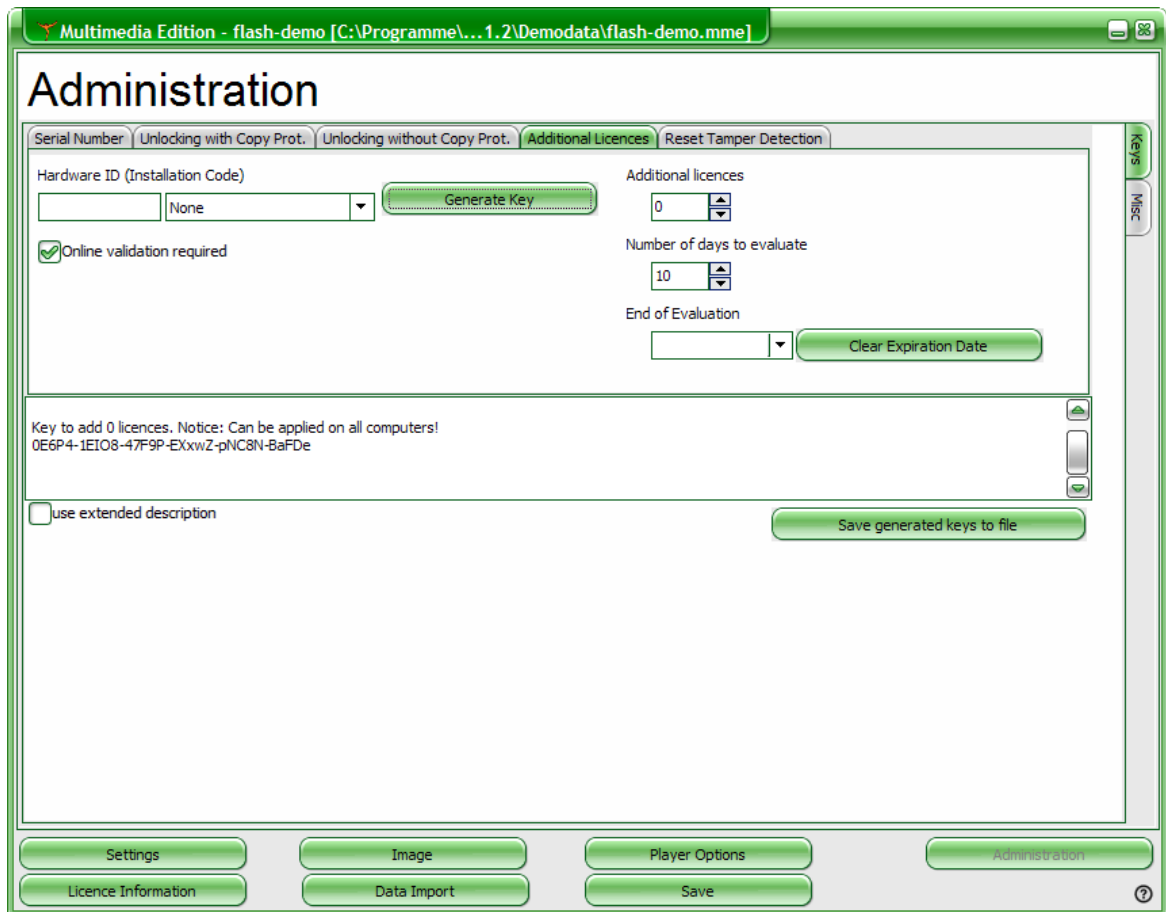 Multimedia Edition - flash-demo [C:\Programme\...1.2\Demodata\flash-demo.mme]
Administration
Serial Number Unlocking with Copy Prot. Unlocking without Copy Prot. Additional Licences Reset Tamper Detection
Keys
Misc
Hardware ID (Installation Code)
None
Generate Key
Online validation required
Additional licences
0
Number of days to evaluate
10
End of Evaluation
Clear Expiration Date
Key to add 0 licences. Notice: Can be applied on all computers!
0E6P4-1EIO8-47F9P-EXxwZ-pNC8N-BaFDe
use extended description
Save generated keys to file
Settings Image Player Options Administration
Licence Information Data Import Save
?